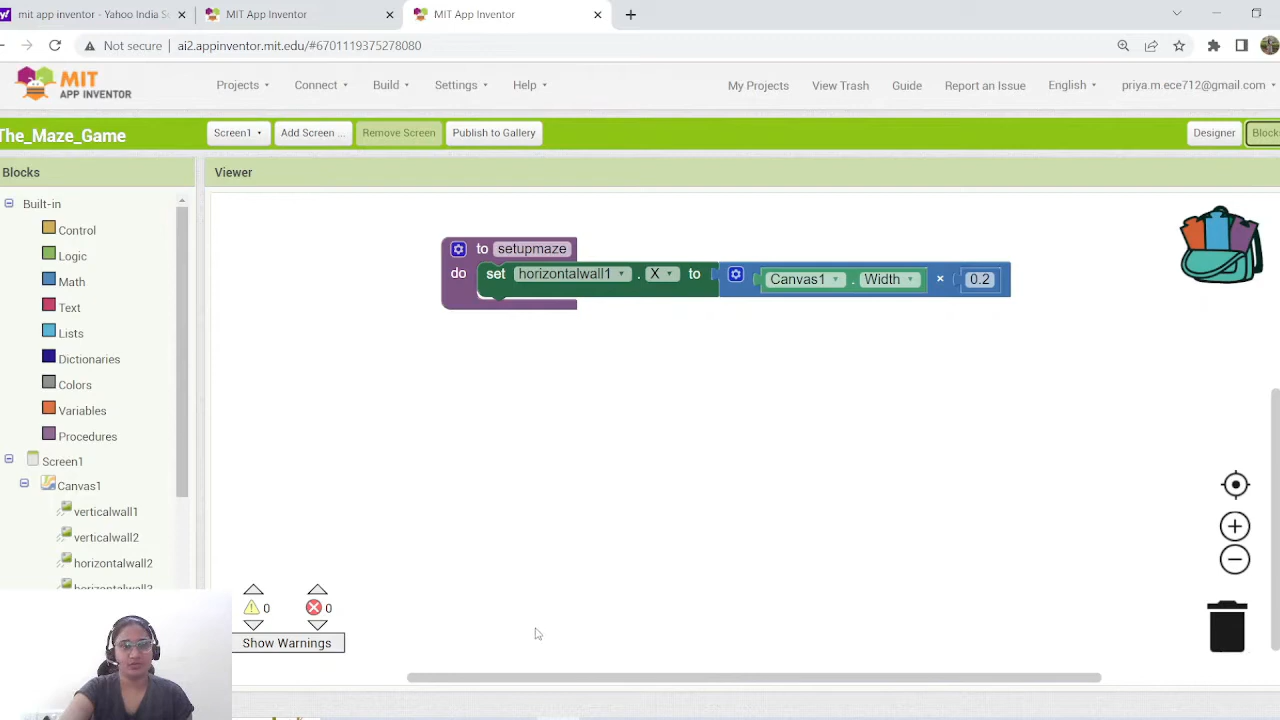 mit app inventor - Yahoo India S
MIT App Inventor
MIT App Inventor
Not secure
ai2.appinventor.mit.edu/#6701119375278080
MIT
APP INVENTOR
Projects
Connect
Build
Settings
Help
My Projects
View Trash
Guide
Report an Issue
English
priya.m.ece712@gmail.com
The_Maze_Game
Screen1
Add Screen ...
Remove Screen
Publish to Gallery
Designer
Block
Blocks
Viewer
Built-in
Control
Logic
Math
Text
Lists
Dictionaries
Colors
Variables
Procedures
Screen1
Canvas1
verticalwall1
verticalwall2
horizontalwall2
horizontalwall3
to setupmaze
do set horizontalwall1 . X to Canvas1 . Width × 0.2
0
0
Show Warnings